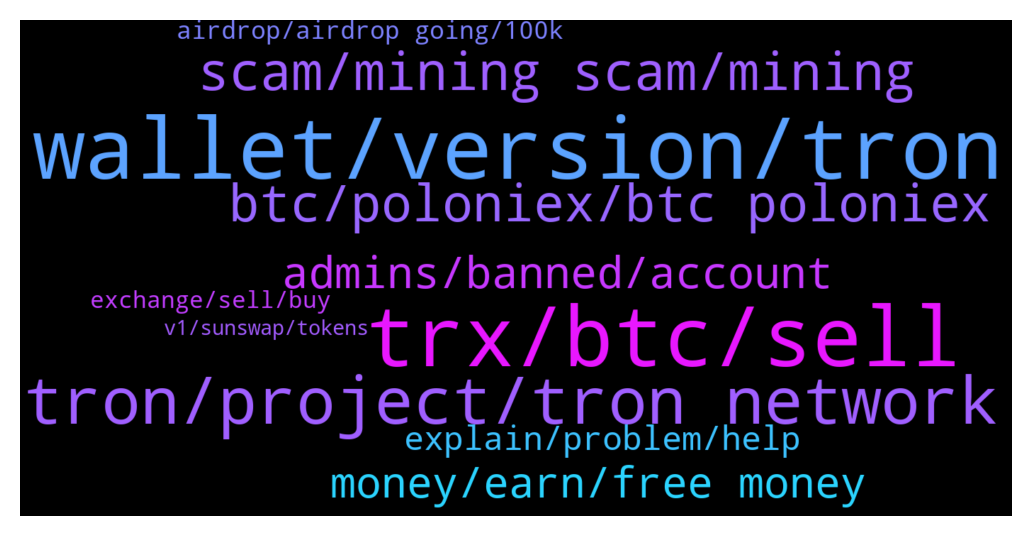 airdrop/airdrop going/100k
scam/mining scam/mining
wallet/version/tron
btc/poloniex/btc poloniex
admins/banned/account
exchange/sell/buy
v1/sunswap/tokens
trx/btc/sell
tron/project/tron network
explain/problem/help
money/earn/free money